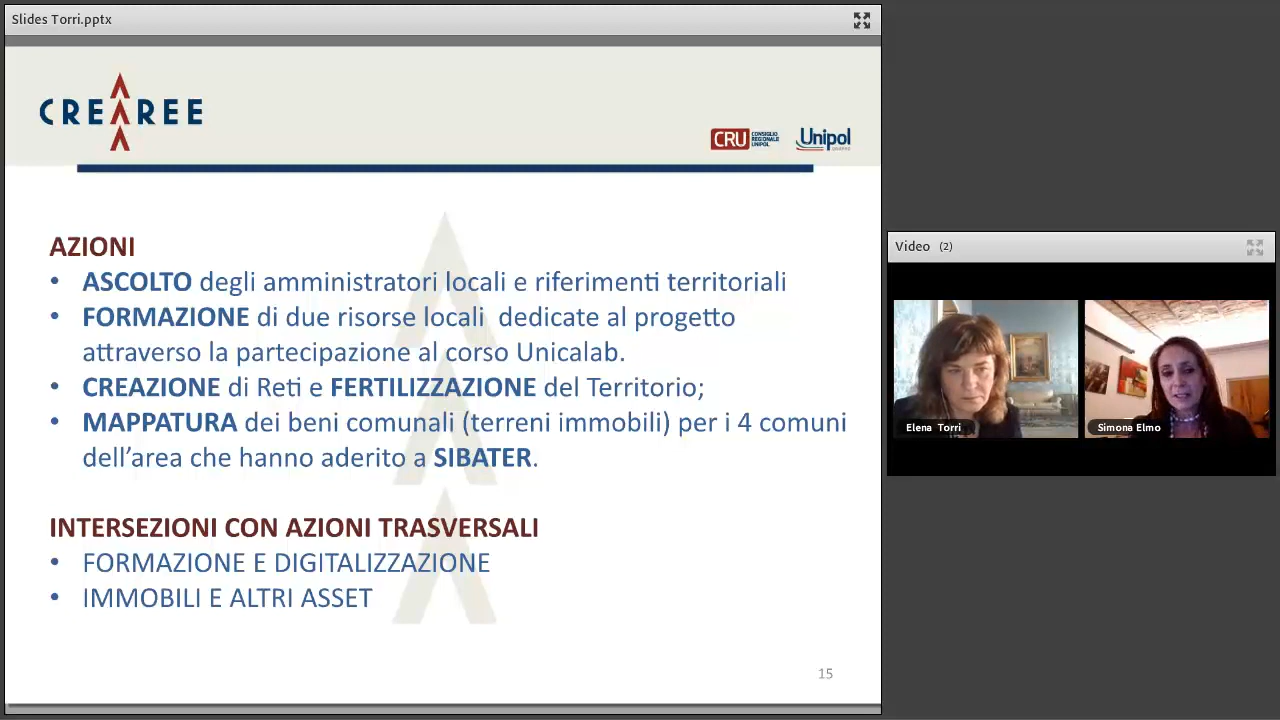 Slides Torri.pptx
CREAREE
CRU CONSIGLIO REGIONALE UNIPOL
Unipol
AZIONI
• ASCOLTO degli amministratori locali e riferimenti territoriali
• FORMAZIONE di due risorse locali dedicate al progetto
attraverso la partecipazione al corso Unicalab.
• CREAZIONE di Reti e FERTILIZZAZIONE del Territorio;
• MAPPATURA dei beni comunali (terreni immobili) per i 4 comuni
dell’area che hanno aderito a SIBATER.
INTERSEZIONI CON AZIONI TRASVERSALI
• FORMAZIONE E DIGITALIZZAZIONE
• IMMOBILI E ALTRI ASSET
15
Video (2)
Elena Torri
Simona Elmo